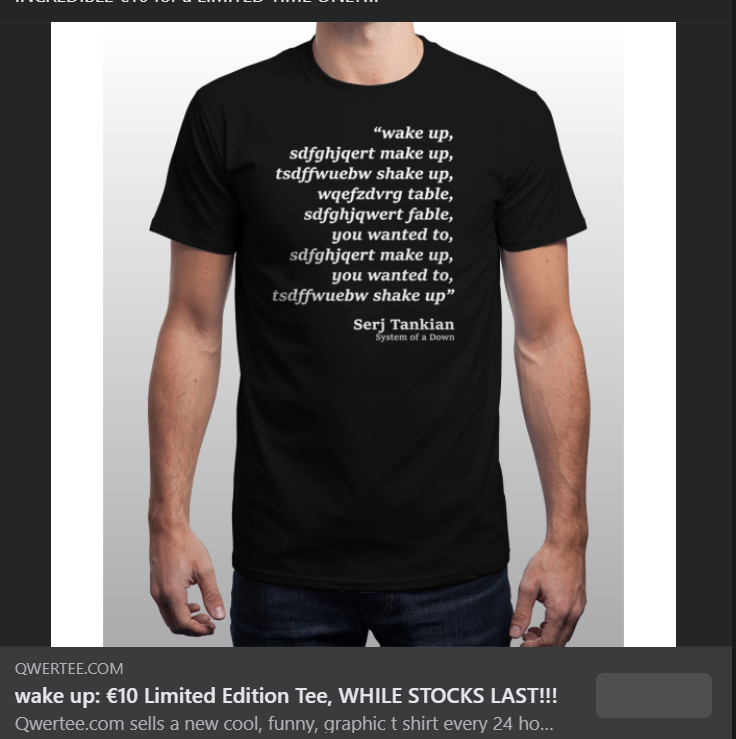 “wake up,
sdfghjqert make up,
tsdffwuebw shake up,
wqefzdvrg table,
sdfghjqwert fable,
you wanted to,
sdfghjqert make up,
you wanted to,
tsdffwuebw shake up”
Serj Tankian
System of a Down
QWERTEE.COM
wake up: €10 Limited Edition Tee, WHILE STOCKS LAST!!!
Qwertee.com sells a new cool, funny, graphic t shirt every 24 ho...